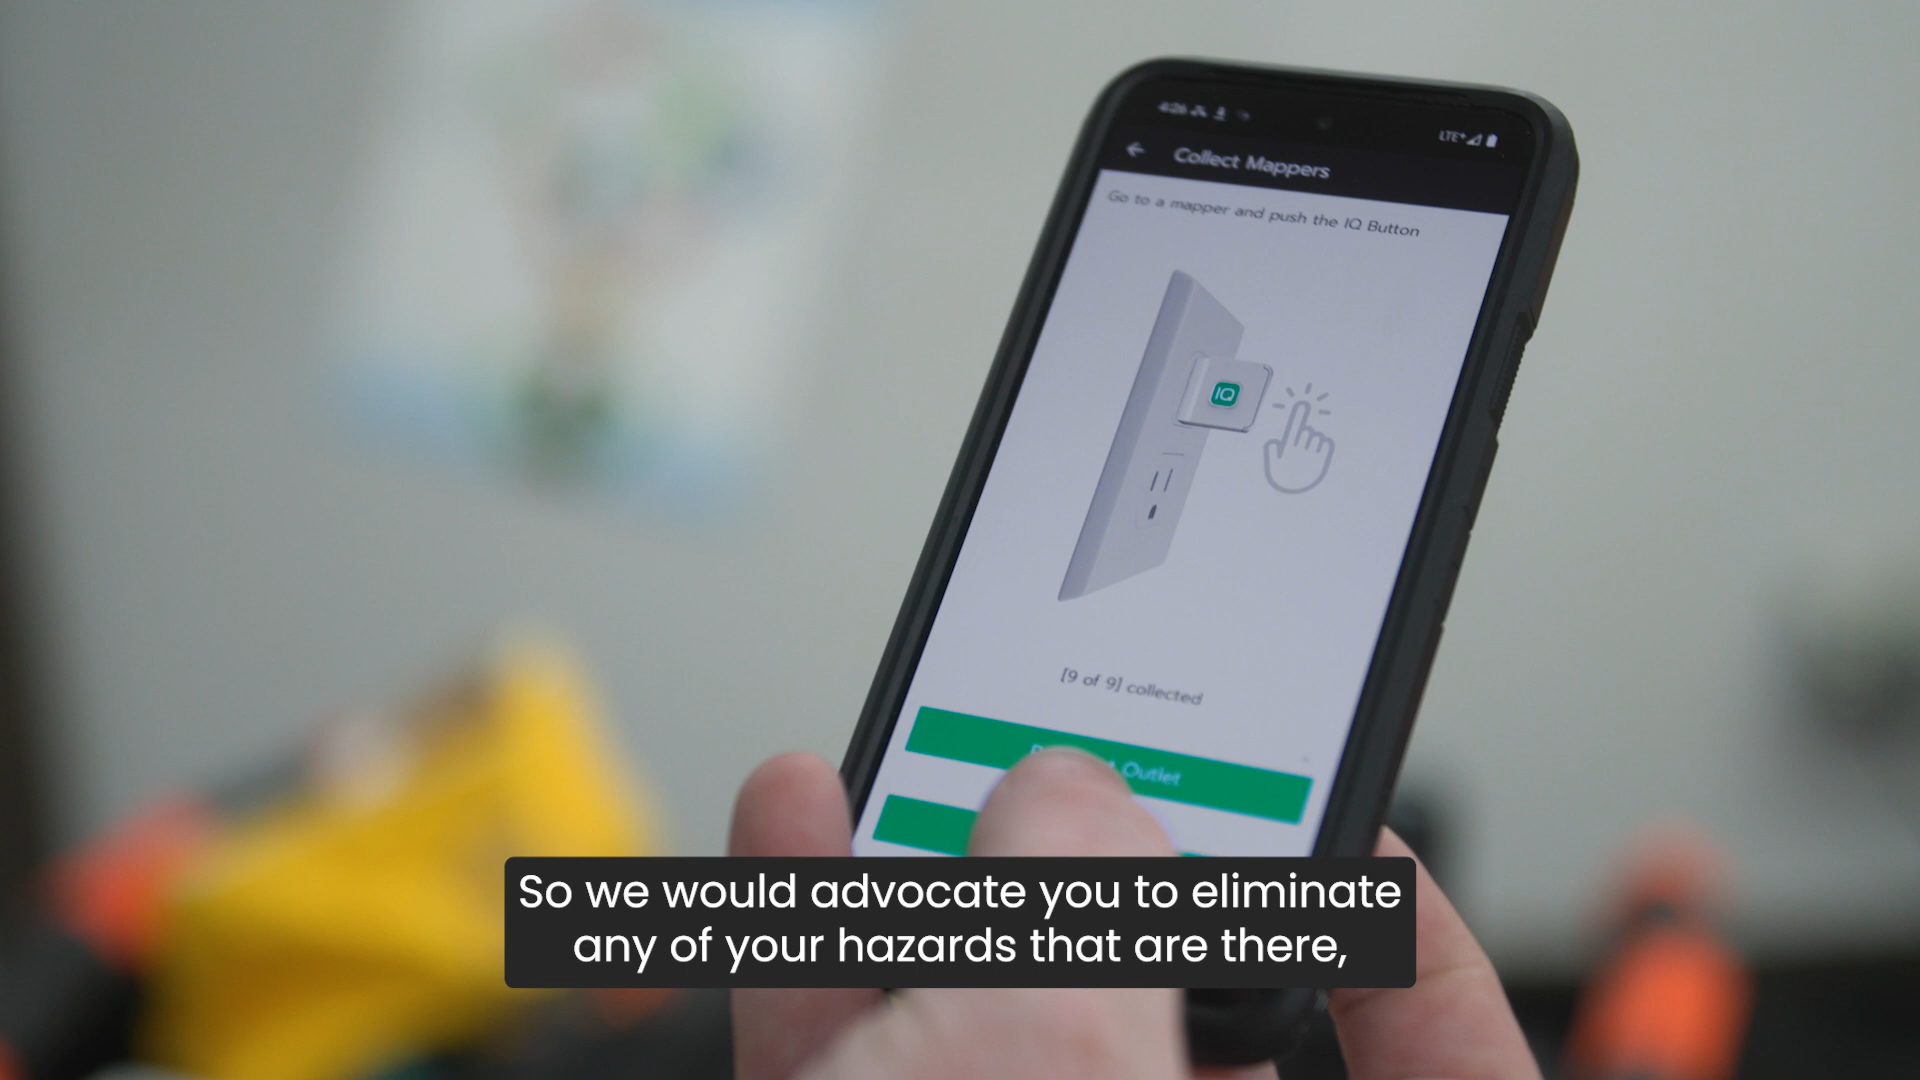 LTE+
Collect Mappers
Go to a mapper and push the IQ Button
IQ
[9 of 9] collected
Outlet
So we would advocate you to eliminate
any of your hazards that are there,